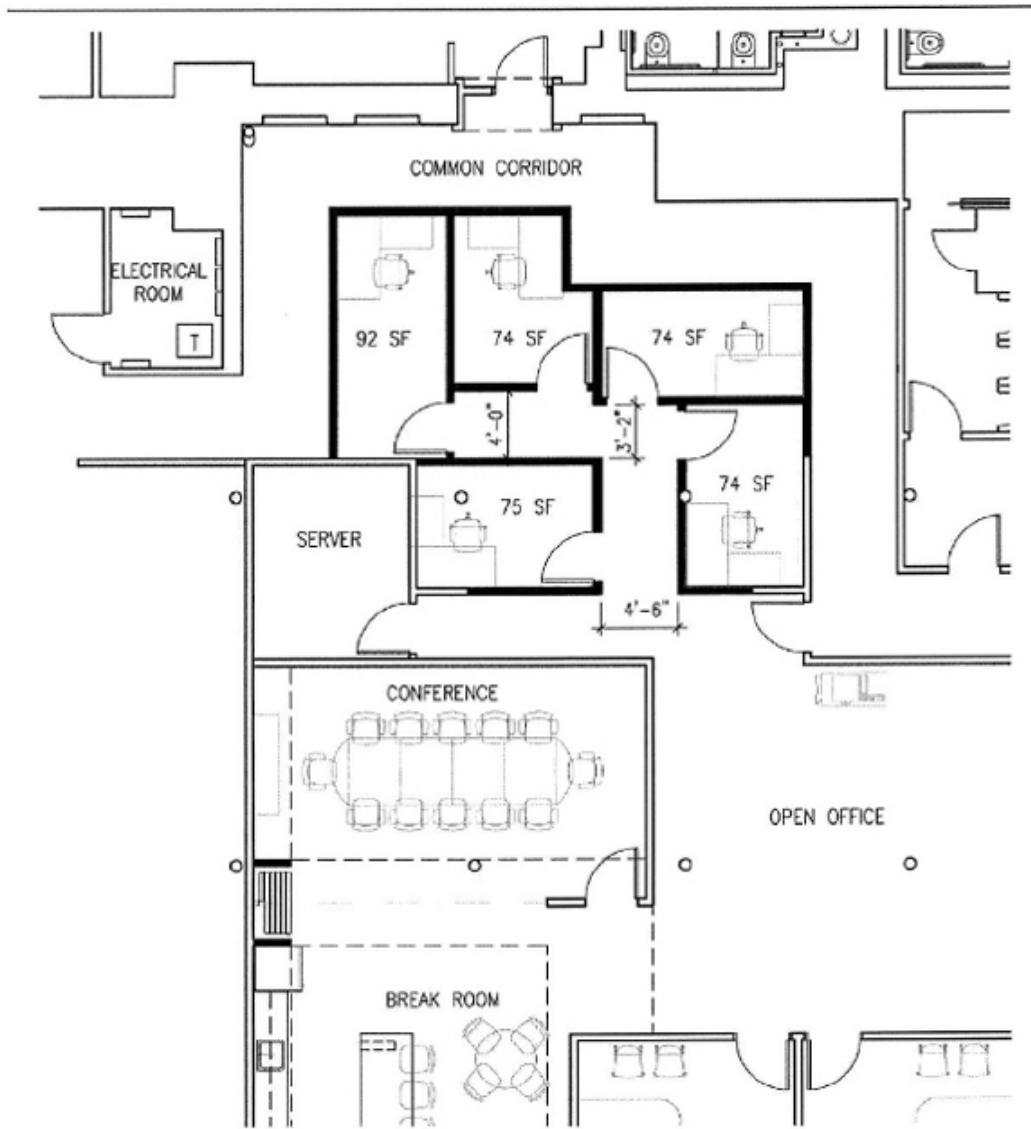 COMMON CORRIDOR
ELECTRICAL
ROOM
T
92 SF
74 SF
74 SF
4'-0"
3'-2"
74 SF
75 SF
SERVER
4'-6"
CONFERENCE
OPEN OFFICE
BREAK ROOM